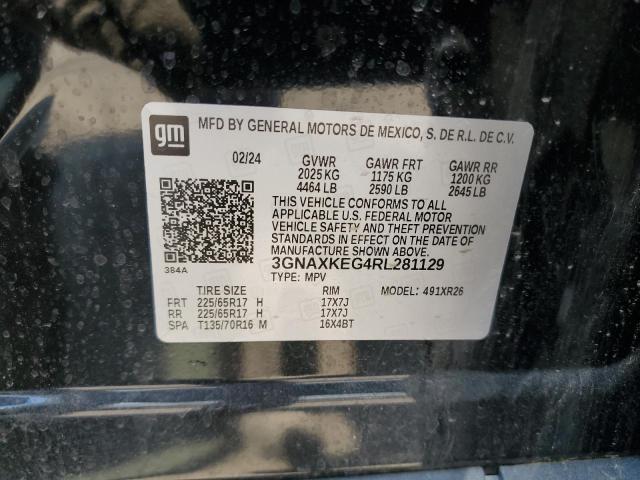 gm
MFD BY GENERAL MOTORS DE MEXICO, S. DE R.L. DE C.V.
02/24 GVWR GAWR FRT GAWR RR
2025 KG 1175 KG 1200 KG
4464 LB 2590 LB 2645 LB
THIS VEHICLE CONFORMS TO ALL
APPLICABLE U.S. FEDERAL MOTOR
VEHICLE SAFETY AND THEFT PREVENTION
STANDARDS IN EFFECT ON THE DATE OF
MANUFACTURE SHOWN ABOVE.
384A 3GNAXKEG4RL281129
TYPE: MPV
TIRE SIZE RIM MODEL: 491XR26
FRT 225/65R17 H 17X7J
RR 225/65R17 H 17X7J
SPA T135/70R16 M 16X4BT